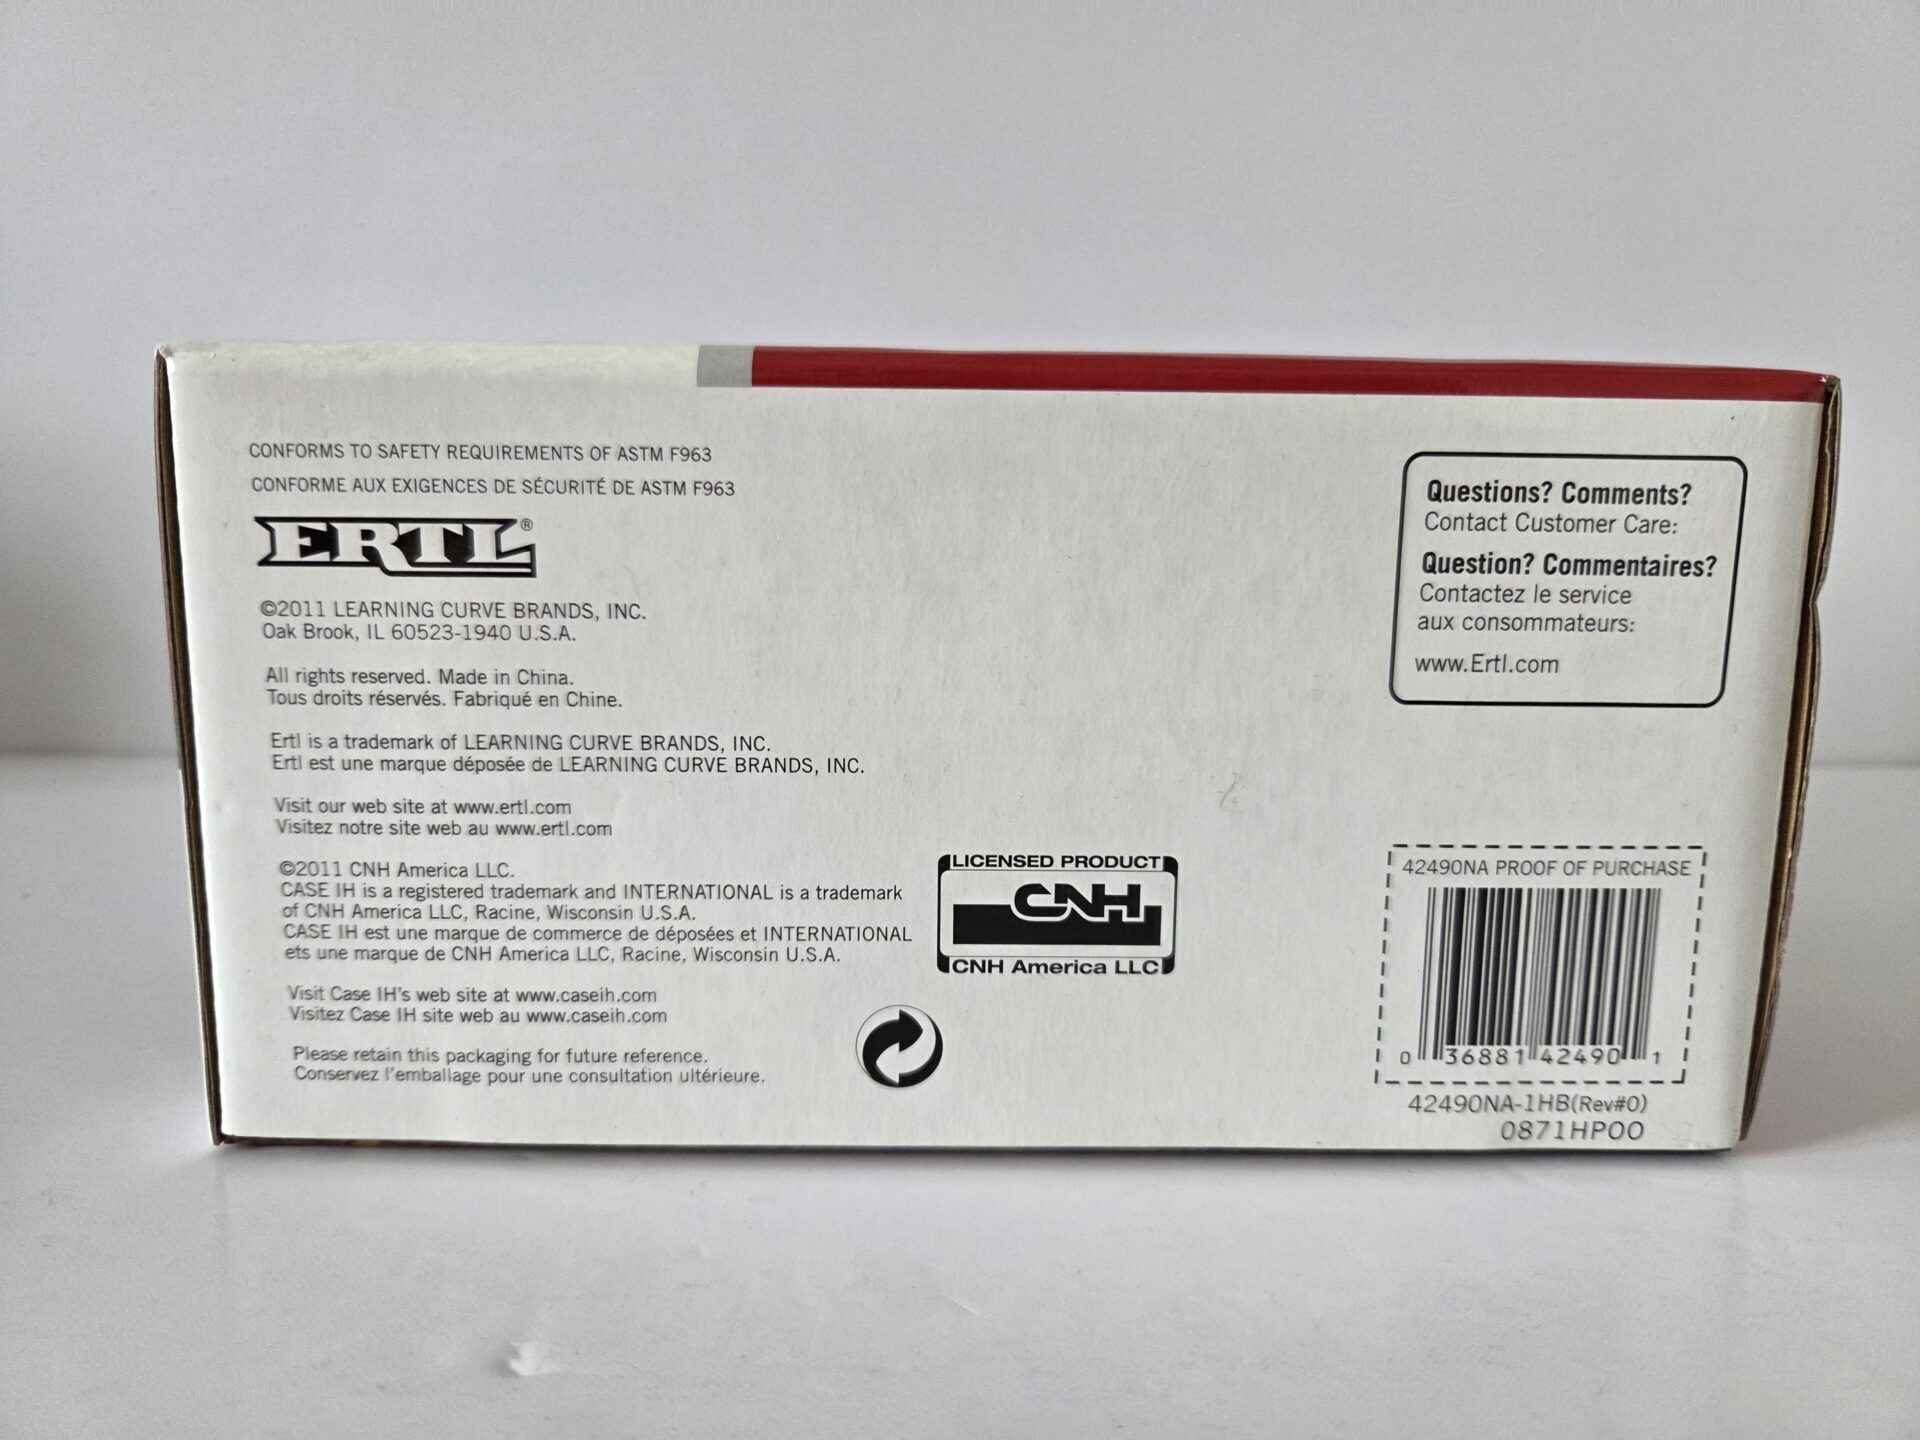 CONFORMS TO SAFETY REQUIREMENTS OF ASTM F963
CONFORME AUX EXIGENCES DE SÉCURITÉ DE ASTM F963
ERTL®
©2011 LEARNING CURVE BRANDS, INC.
Oak Brook, IL 60523-1940 U.S.A.
All rights reserved. Made in China.
Tous droits réservés. Fabriqué en Chine.
Ertl is a trademark of LEARNING CURVE BRANDS, INC.
Ertl est une marque déposée de LEARNING CURVE BRANDS, INC.
Visit our web site at www.ertl.com
Visitez notre site web au www.ertl.com
©2011 CNH America LLC.
CASE IH is a registered trademark and INTERNATIONAL is a trademark
of CNH America LLC, Racine, Wisconsin U.S.A.
CASE IH est une marque de commerce de déposées et INTERNATIONAL
ets une marque de CNH America LLC, Racine, Wisconsin U.S.A.
Visit Case IH's web site at www.caseih.com
Visitez Case IH site web au www.caseih.com
Please retain this packaging for future reference.
Conservez l'emballage pour une consultation ultérieure.
LICENSED PRODUCT
CNH
CNH America LLC
Questions? Comments?
Contact Customer Care:
Question? Commentaires?
Contactez le service
aux consommateurs:
www.Ertl.com
42490NA PROOF OF PURCHASE
0 36881 42490 1
42490NA-1HB(Rev#0)
0871HP00